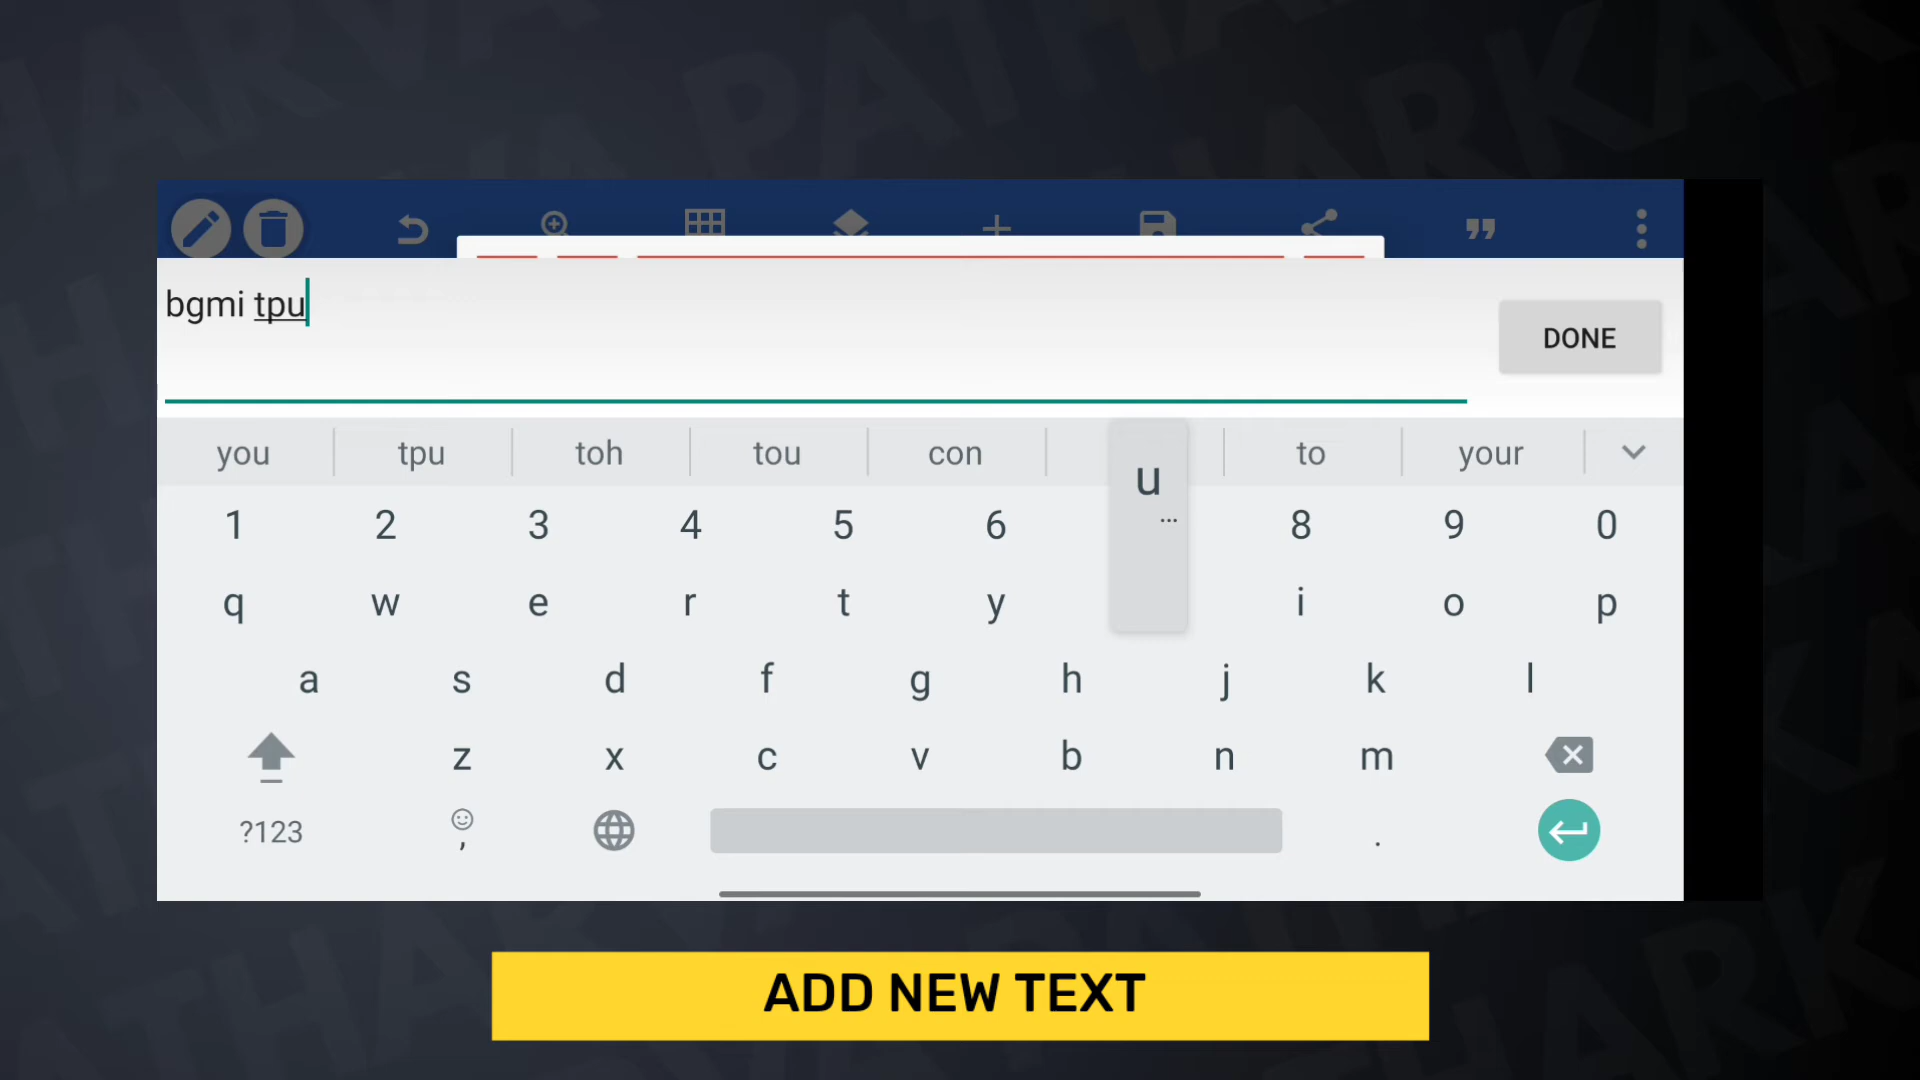 bgmi tpu
DONE
you tpu toh tou con to your
u
...
1 2 3 4 5 6 8 9 0
q w e r t y i o p
a s d f g h j k l
z x c v b n m
?123 , .
ADD NEW TEXT